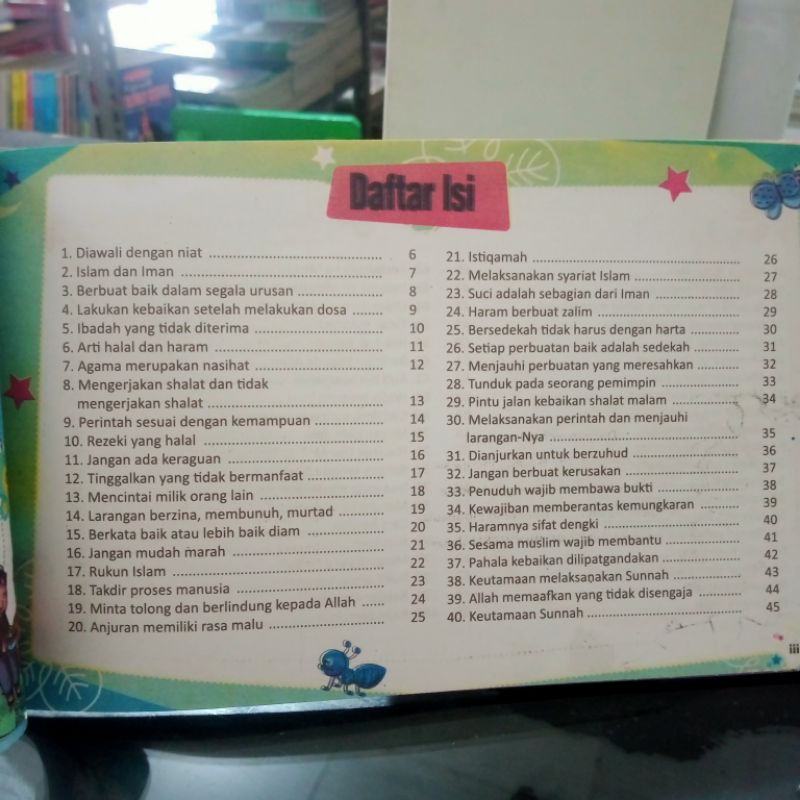 Daftar Isi
1. Diawali dengan niat .......... 6
2. Islam dan Iman .......... 7
3. Berbuat baik dalam segala urusan .......... 8
4. Lakukan kebaikan setelah melakukan dosa ........ 9
5. Ibadah yang tidak diterima .......... 10
6. Arti halal dan haram .......... 11
7. Agama merupakan nasihat .......... 12
8. Mengerjakan shalat dan tidak
mengerjakan shalat .......... 13
9. Perintah sesuai dengan kemampuan .......... 14
10. Rezeki yang halal .......... 15
11. Jangan ada keraguan .......... 16
12. Tinggalkan yang tidak bermanfaat .......... 17
13. Mencintai milik orang lain .......... 18
14. Larangan berzina, membunuh, murtad .......... 19
15. Berkata baik atau lebih baik diam .......... 20
16. Jangan mudah marah .......... 21
17. Rukun Islam .......... 22
18. Takdir proses manusia .......... 23
19. Minta tolong dan berlindung kepada Allah ...... 24
20. Anjuran memiliki rasa malu .......... 25
21. Istiqamah .......... 26
22. Melaksanakan syariat Islam .......... 27
23. Suci adalah sebagian dari Iman .......... 28
24. Haram berbuat zalim .......... 29
25. Bersedekah tidak harus dengan harta .......... 30
26. Setiap perbuatan baik adalah sedekah .......... 31
27. Menjauhi perbuatan yang meresahkan .......... 32
28. Tunduk pada seorang pemimpin .......... 33
29. Pintu jalan kebaikan shalat malam .......... 34
30. Melaksanakan perintah dan menjauhi
larangan-Nya .......... 35
31. Dianjurkan untuk berzuhud .......... 36
32. Jangan berbuat kerusakan .......... 37
33. Penuduh wajib membawa bukti .......... 38
34. Kewajiban memberantas kemungkaran .......... 39
35. Haramnya sifat dengki .......... 40
36. Sesama muslim wajib membantu .......... 41
37. Pahala kebaikan dilipatgandakan .......... 42
38. Keutamaan melaksanakan Sunnah .......... 43
39. Allah memaafkan yang tidak disengaja .......... 44
40. Keutamaan Sunnah .......... 45
iii